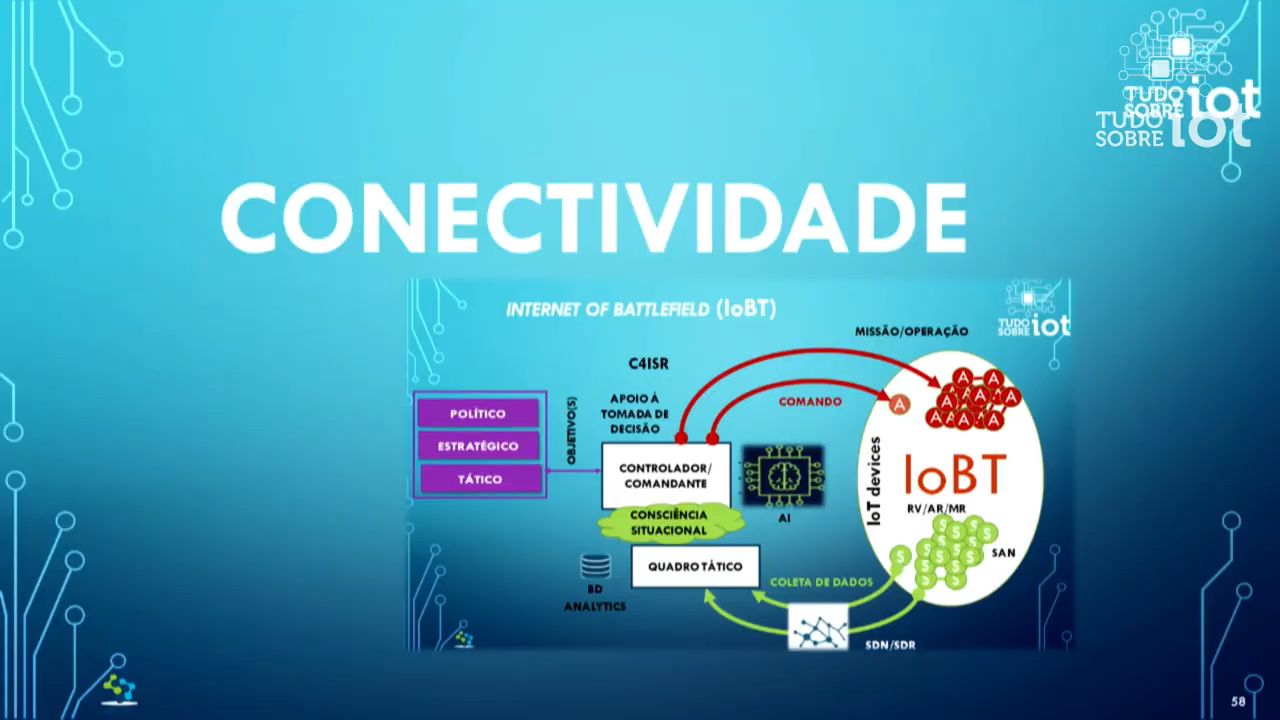 TUDO
SOBRE iot
TUDO
SOBRE iot
CONECTIVIDADE
INTERNET OF BATTLEFIELD (IoBT)
TUDO
SOBRE iot
MISSÃO/OPERAÇÃO
C4ISR
APOIO À
TOMADA DE
DECISÃO
COMANDO
POLÍTICO
ESTRATÉGICO
TÁTICO
OBJETIVO(S)
CONTROLADOR/
COMANDANTE
AI
CONSCIÊNCIA
SITUACIONAL
QUADRO TÁTICO
BD
ANALYTICS
COLETA DE DADOS
SDN/SDR
IoT devices
A
A
A
A
A
A
A
A
A
A
A
IoBT
RV/AR/MR
S
S
S
S
S
S
S
S
S
S
SAN
58